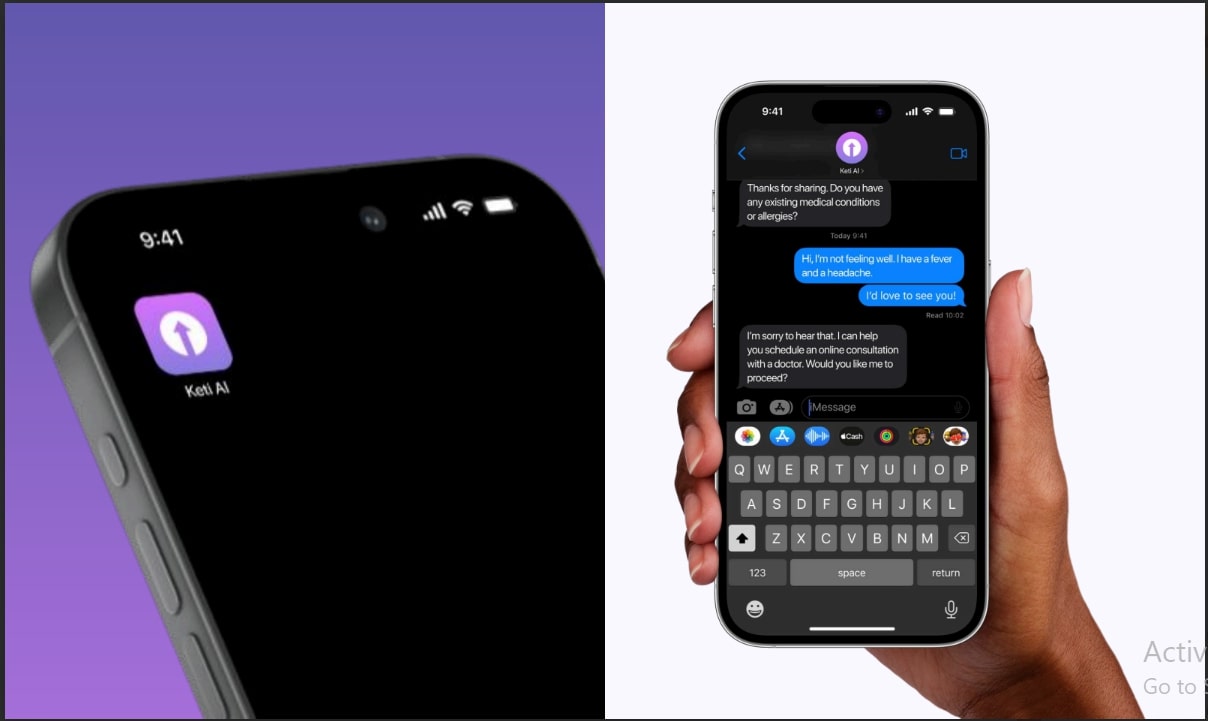 9:41
Keti AI
9:41
Keti AI >
Thanks for sharing. Do you have
any existing medical conditions
or allergies?
Today 9:41
Hi, I'm not feeling well. I have a fever
and a headache.
I'd love to see you!
Read 10:02
I'm sorry to hear that. I can help
you schedule an online consultation
with a doctor. Would you like me to
proceed?
iMessage
Cash
Q W E R T Y U I O P
A S D F G H J K L
Z X C V B N M
123 space return
Activ
Go to S